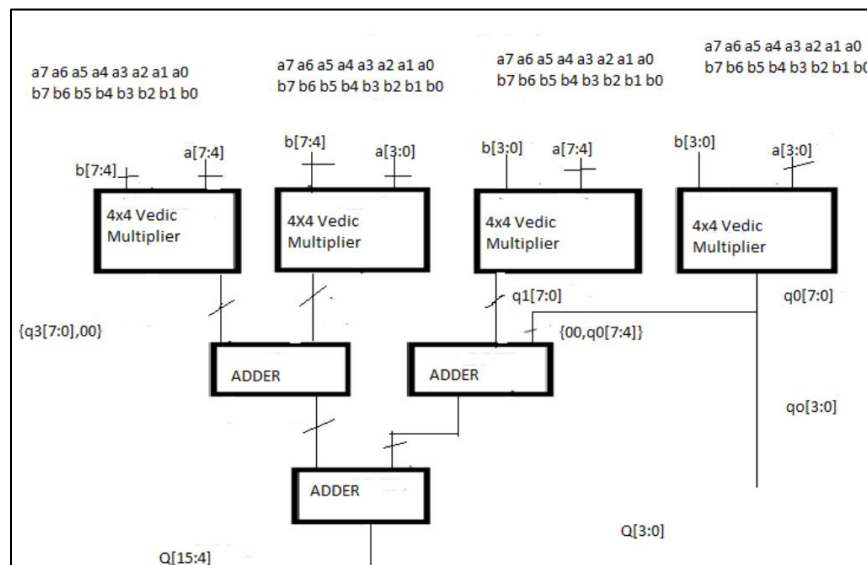 a7 a6 a5 a4 a3 a2 a1 a0
b7 b6 b5 b4 b3 b2 b1 b0
a7 a6 a5 a4 a3 a2 a1 a0
b7 b6 b5 b4 b3 b2 b1 b0
a7 a6 a5 a4 a3 a2 a1 a0
b7 b6 b5 b4 b3 b2 b1 b0
a7 a6 a5 a4 a3 a2 a1 a0
b7 b6 b5 b4 b3 b2 b1 b0
b[7:4]
a[7:4]
b[7:4]
a[3:0]
b[3:0]
a[7:4]
b[3:0]
a[3:0]
4x4 Vedic
Multiplier
4X4 Vedic
Multiplier
4x4 Vedic
Multiplier
4x4 Vedic
Multiplier
q1[7:0]
q0[7:0]
{q3[7:0],00}
{00,q0[7:4]}
ADDER
ADDER
qo[3:0]
ADDER
Q[15:4]
Q[3:0]